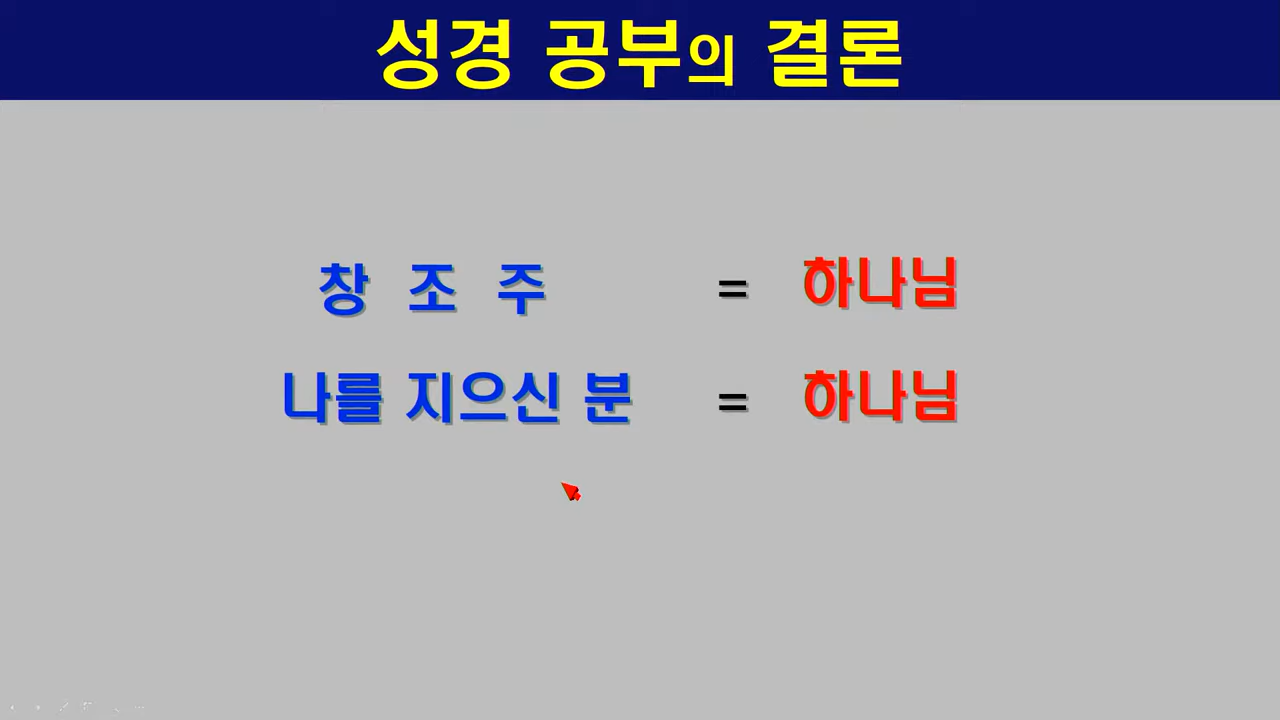 성경 공부의 결론
창 조 주 = 하나님
나를 지으신 분 = 하나님